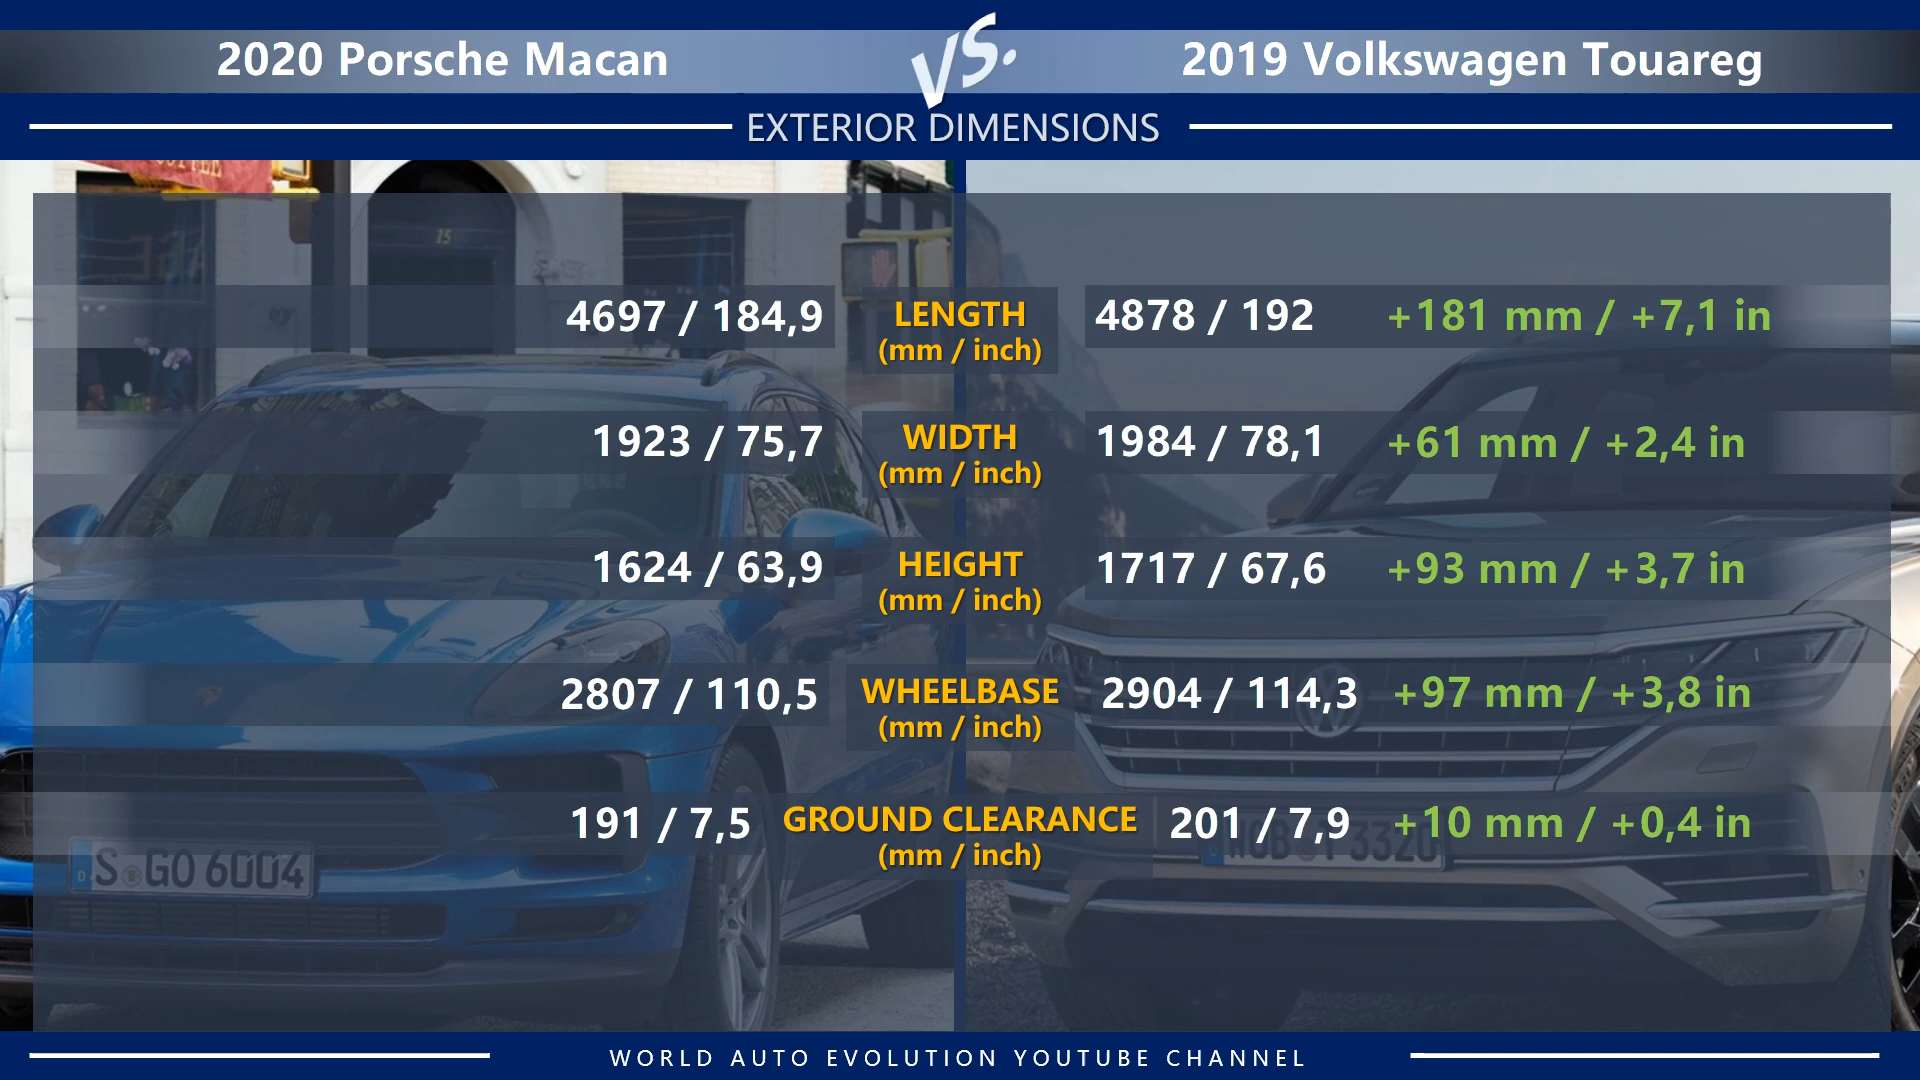 2020 Porsche Macan
VS.
2019 Volkswagen Touareg
EXTERIOR DIMENSIONS
15
4697 / 184,9
LENGTH
(mm / inch)
4878 / 192
+181 mm / +7,1 in
1923 / 75,7
WIDTH
(mm / inch)
1984 / 78,1
+61 mm / +2,4 in
1624 / 63,9
HEIGHT
(mm / inch)
1717 / 67,6
+93 mm / +3,7 in
2807 / 110,5
WHEELBASE
(mm / inch)
2904 / 114,3
+97 mm / +3,8 in
191 / 7,5
GROUND CLEARANCE
(mm / inch)
201 / 7,9
+10 mm / +0,4 in
S GO 6004
WORLD AUTO EVOLUTION YOUTUBE CHANNEL